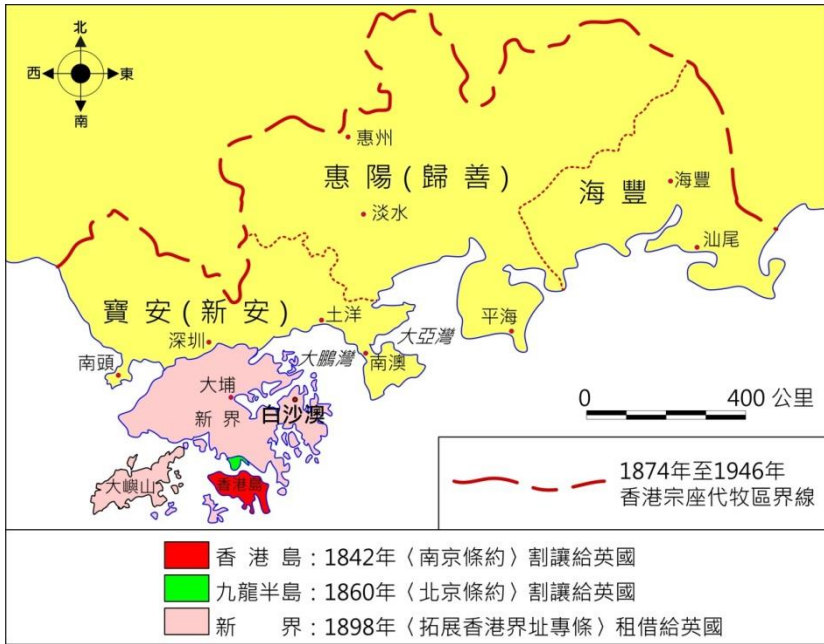 北
西 東
南
惠州
惠 陽 ( 歸 善 )
海 豐
海豐
淡水
汕尾
寶 安 ( 新 安 )
土洋
大亞灣
平海
深圳
大鵬灣
南澳
南頭
大埔
白沙澳
新 界
0 400 公里
大嶼山
香港島
1874年至1946年
香港宗座代牧區界線
香 港 島：1842年〈南京條約〉割讓給英國
九龍半島：1860年〈北京條約〉割讓給英國
新 界：1898年〈拓展香港界址專條〉租借給英國